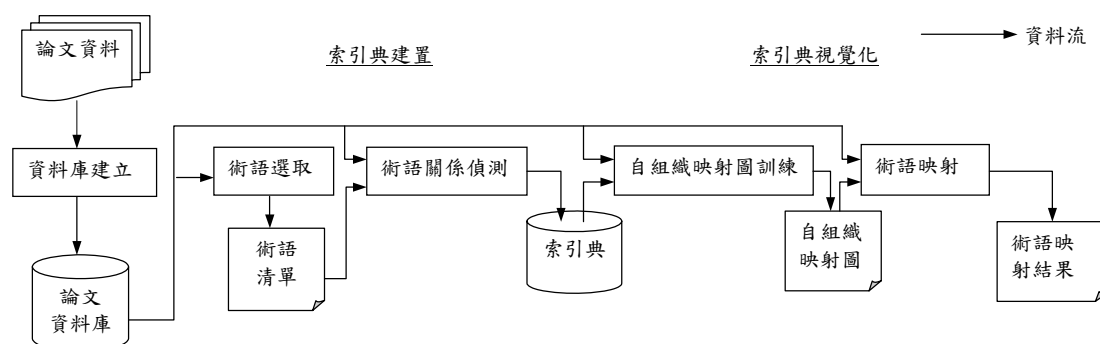 論文資料
索引典建置
索引典視覺化
資料流
資料庫建立
術語選取
術語關係偵測
自組織映射圖訓練
術語映射
術語
清單
索引典
自組織
映射圖
術語映
射結果
論文
資料庫